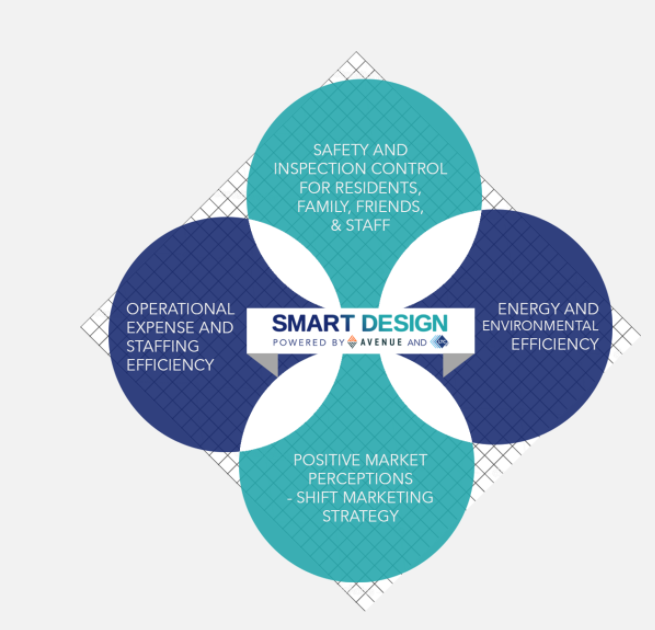 SAFETY AND
INSPECTION CONTROL
FOR RESIDENTS,
FAMILY, FRIENDS,
& STAFF
OPERATIONAL
EXPENSE AND
STAFFING
EFFICIENCY
SMART DESIGN
POWERED BY AVENUE AND
ENERGY AND
ENVIRONMENTAL
EFFICIENCY
POSITIVE MARKET
PERCEPTIONS
- SHIFT MARKETING
STRATEGY